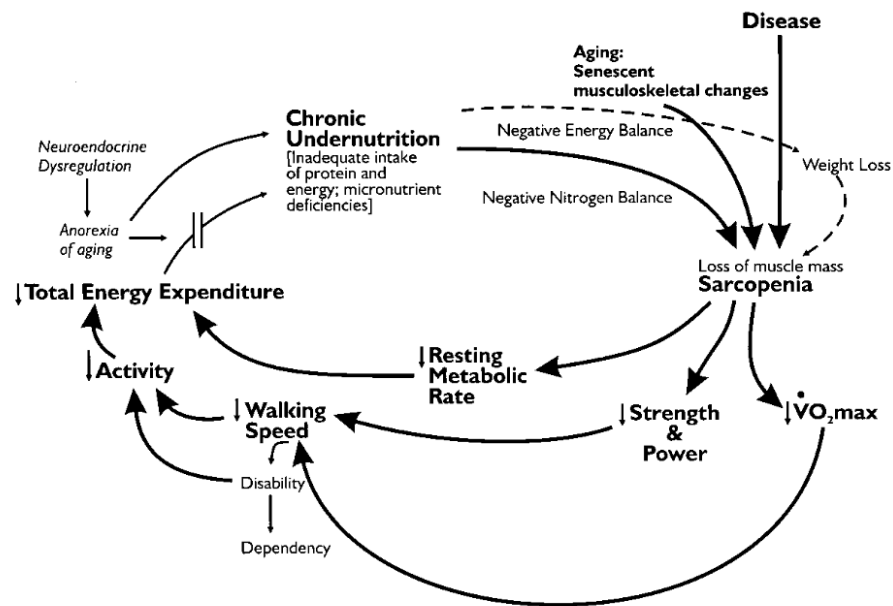 Disease
Aging:
Senescent
musculoskeletal changes
Chronic
Undernutrition
[Inadequate intake
of protein and
energy; micronutrient
deficiencies]
Negative Energy Balance
Negative Nitrogen Balance
Weight Loss
Neuroendocrine
Dysregulation
Anorexia
of aging
Loss of muscle mass
Sarcopenia
↓Total Energy Expenditure
↓Resting
Metabolic
Rate
↓Activity
↓Walking
Speed
↓Strength
&
Power
↓V̇O₂max
Disability
Dependency